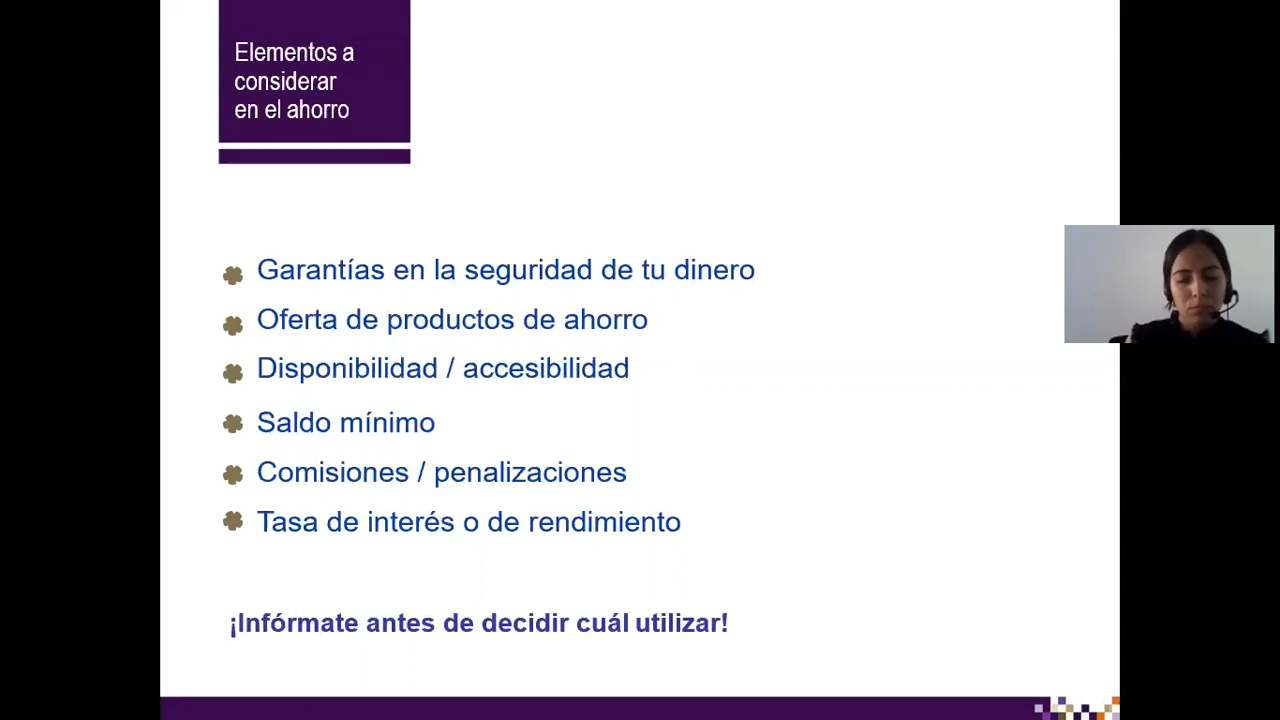 Elementos a
considerar
en el ahorro
Garantías en la seguridad de tu dinero
Oferta de productos de ahorro
Disponibilidad / accesibilidad
Saldo mínimo
Comisiones / penalizaciones
Tasa de interés o de rendimiento
¡Infórmate antes de decidir cuál utilizar!